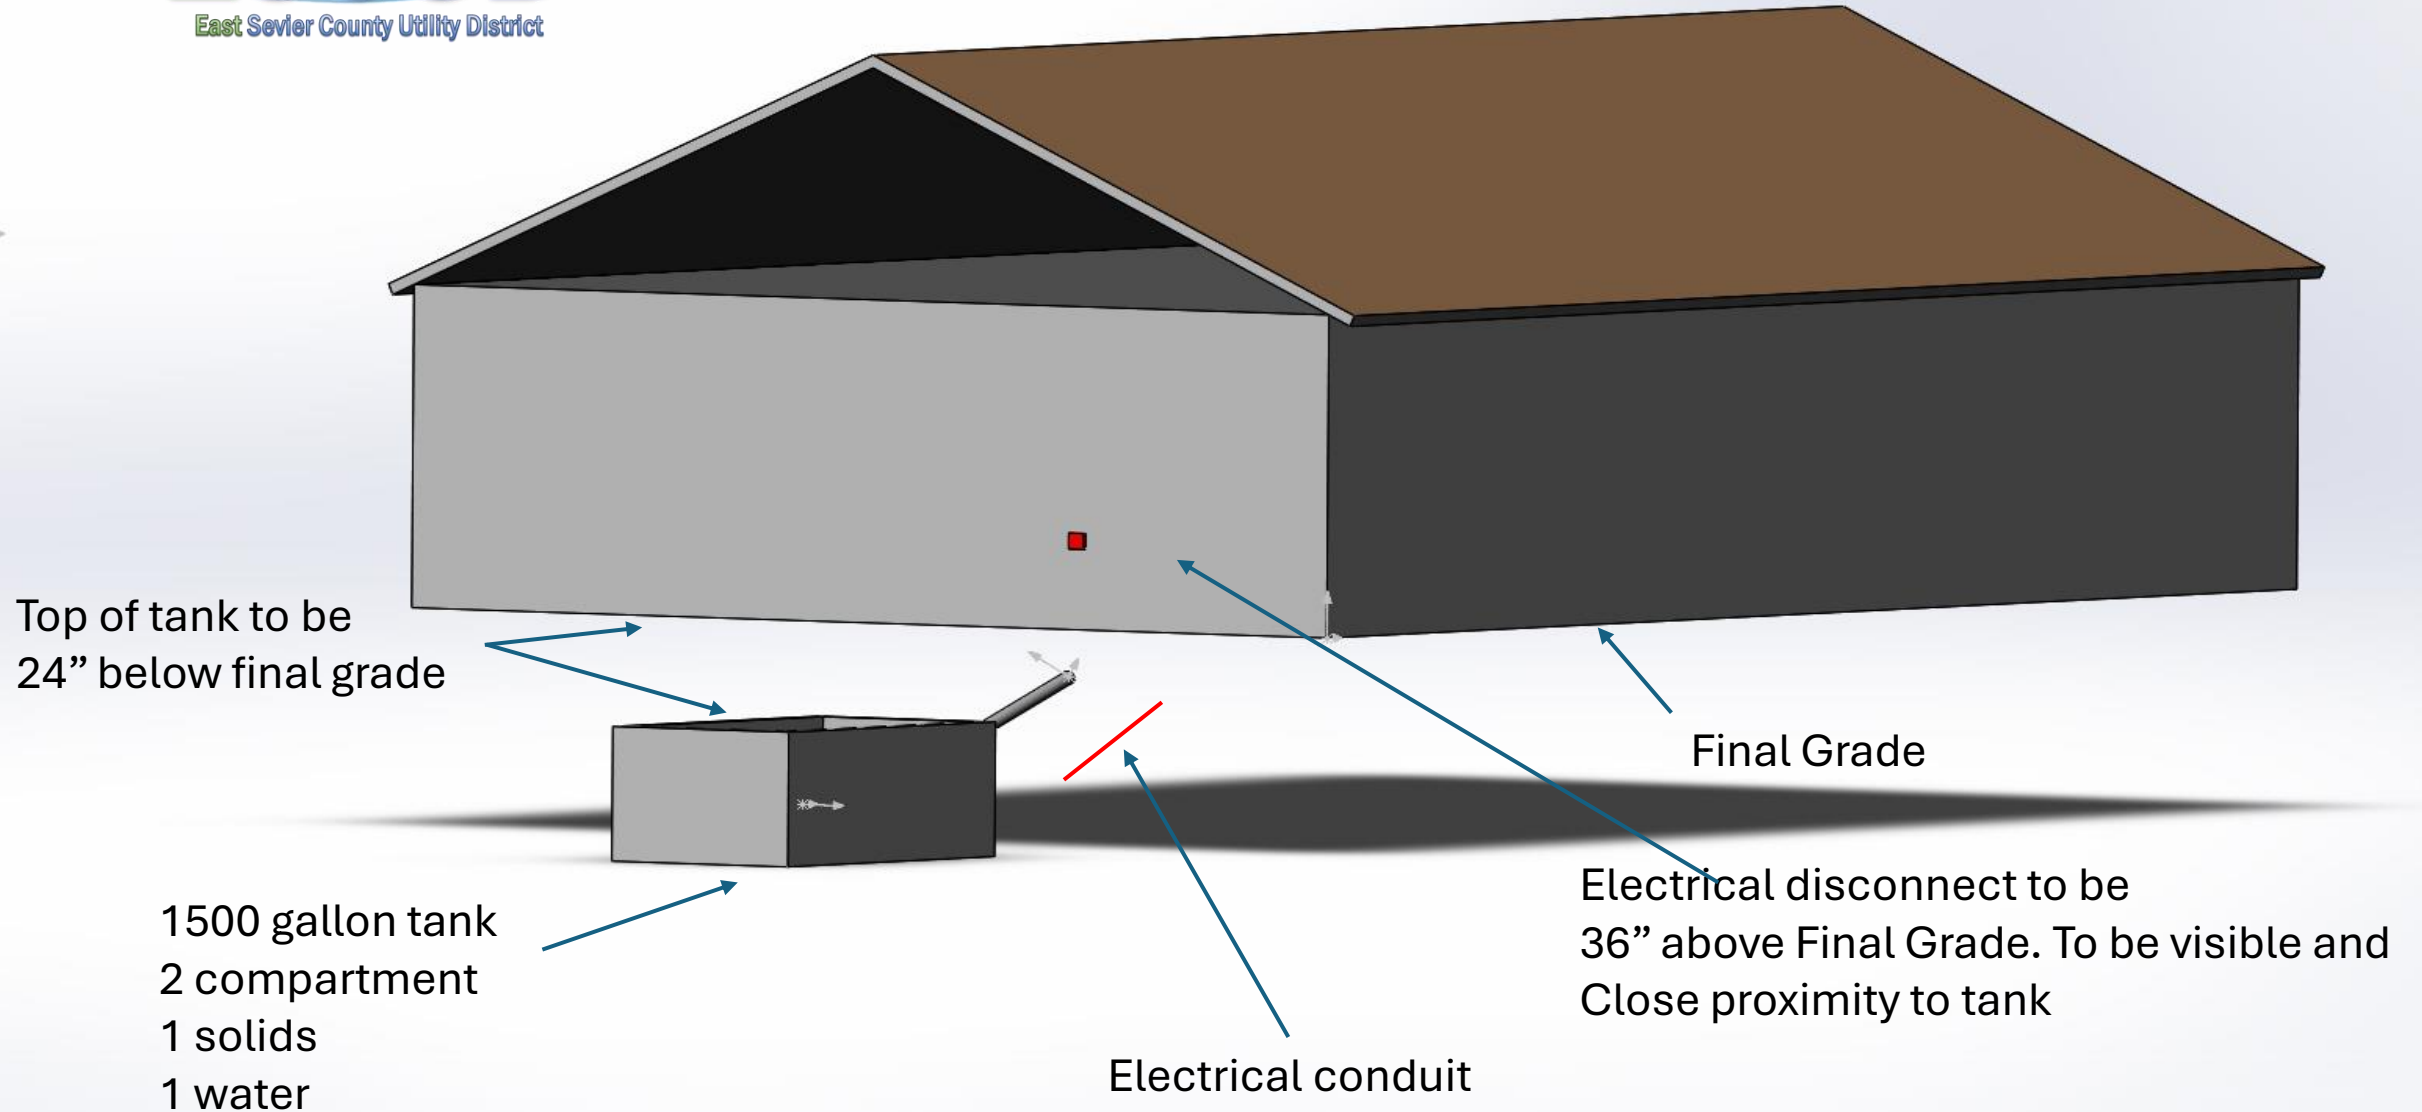 East Sevier County Utility District
Top of tank to be
24” below final grade
Final Grade
Electrical disconnect to be
36” above Final Grade. To be visible and
Close proximity to tank
1500 gallon tank
2 compartment
1 solids
1 water
Electrical conduit